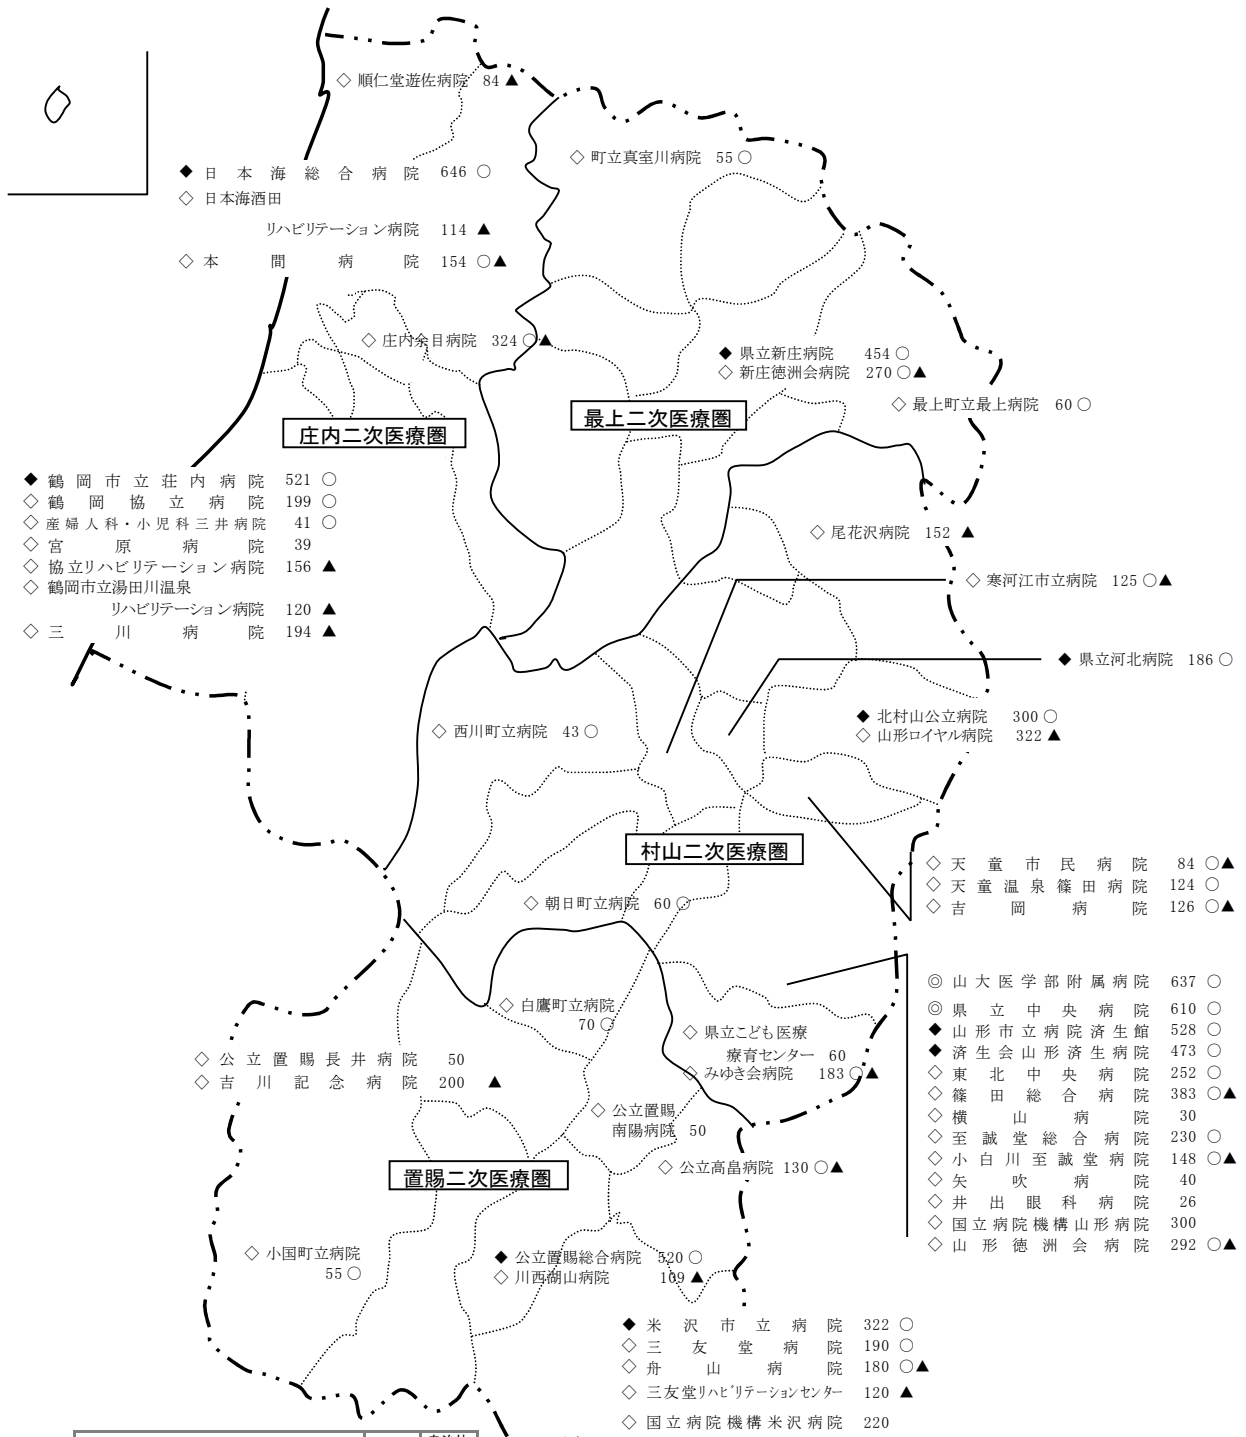 ◇ 順仁堂遊佐病院 84 ▲
◇ 町立真室川病院 55 ○
◆ 日本海総合病院 646 ○
◇ 日本海酒田
リハビリテーション病院 114 ▲
◇ 本間病院 154 ○▲
◇ 庄内余目病院 324 ○▲
◆ 県立新庄病院 454 ○
◇ 新庄徳洲会病院 270 ○▲
◇ 最上町立最上病院 60 ○
庄内二次医療圏
最上二次医療圏
◆ 鶴岡市立荘内病院 521 ○
◇ 鶴岡協立病院 199 ○
◇ 産婦人科・小児科三井病院 41 ○
◇ 宮原病院 39
◇ 協立リハビリテーション病院 156 ▲
◇ 鶴岡市立湯田川温泉
リハビリテーション病院 120 ▲
◇ 三川病院 194 ▲
◇ 尾花沢病院 152 ▲
◇ 寒河江市立病院 125 ○▲
◆ 県立河北病院 186 ○
◆ 北村山公立病院 300 ○
◇ 山形ロイヤル病院 322 ▲
◇ 西川町立病院 43 ○
村山二次医療圏
◇ 天童市民病院 84 ○▲
◇ 天童温泉篠田病院 124 ○
◇ 吉岡病院 126 ○▲
◇ 朝日町立病院 60 ○
◎ 山大医学部附属病院 637 ○
◎ 県立中央病院 610 ○
◆ 山形市立病院済生館 528 ○
◆ 済生会山形済生病院 473 ○
◇ 東北中央病院 252 ○
◇ 篠田総合病院 383 ○▲
◇ 横山病院 30
◇ 至誠堂総合病院 230 ○
◇ 小白川至誠堂病院 148 ○▲
◇ 矢吹病院 40
◇ 井出眼科病院 26
◇ 国立病院機構山形病院 300
◇ 山形徳洲会病院 292 ○▲
◇ 白鷹町立病院
70 ○
◇ 県立こども医療
療育センター 60
◇ みゆき会病院 183 ○▲
◇ 公立置賜長井病院 50
◇ 吉川記念病院 200 ▲
◇ 公立置賜
南陽病院 50
◇ 公立高畠病院 130 ○▲
置賜二次医療圏
◇ 小国町立病院
55 ○
◆ 公立置賜総合病院 520 ○
◇ 川西湖山病院 109 ▲
◆ 米沢市立病院 322 ○
◇ 三友堂病院 190 ○
◇ 舟山病院 180 ○▲
◇ 三友堂リハビリテーションセンター 120 ▲
◇ 国立病院機構米沢病院 220